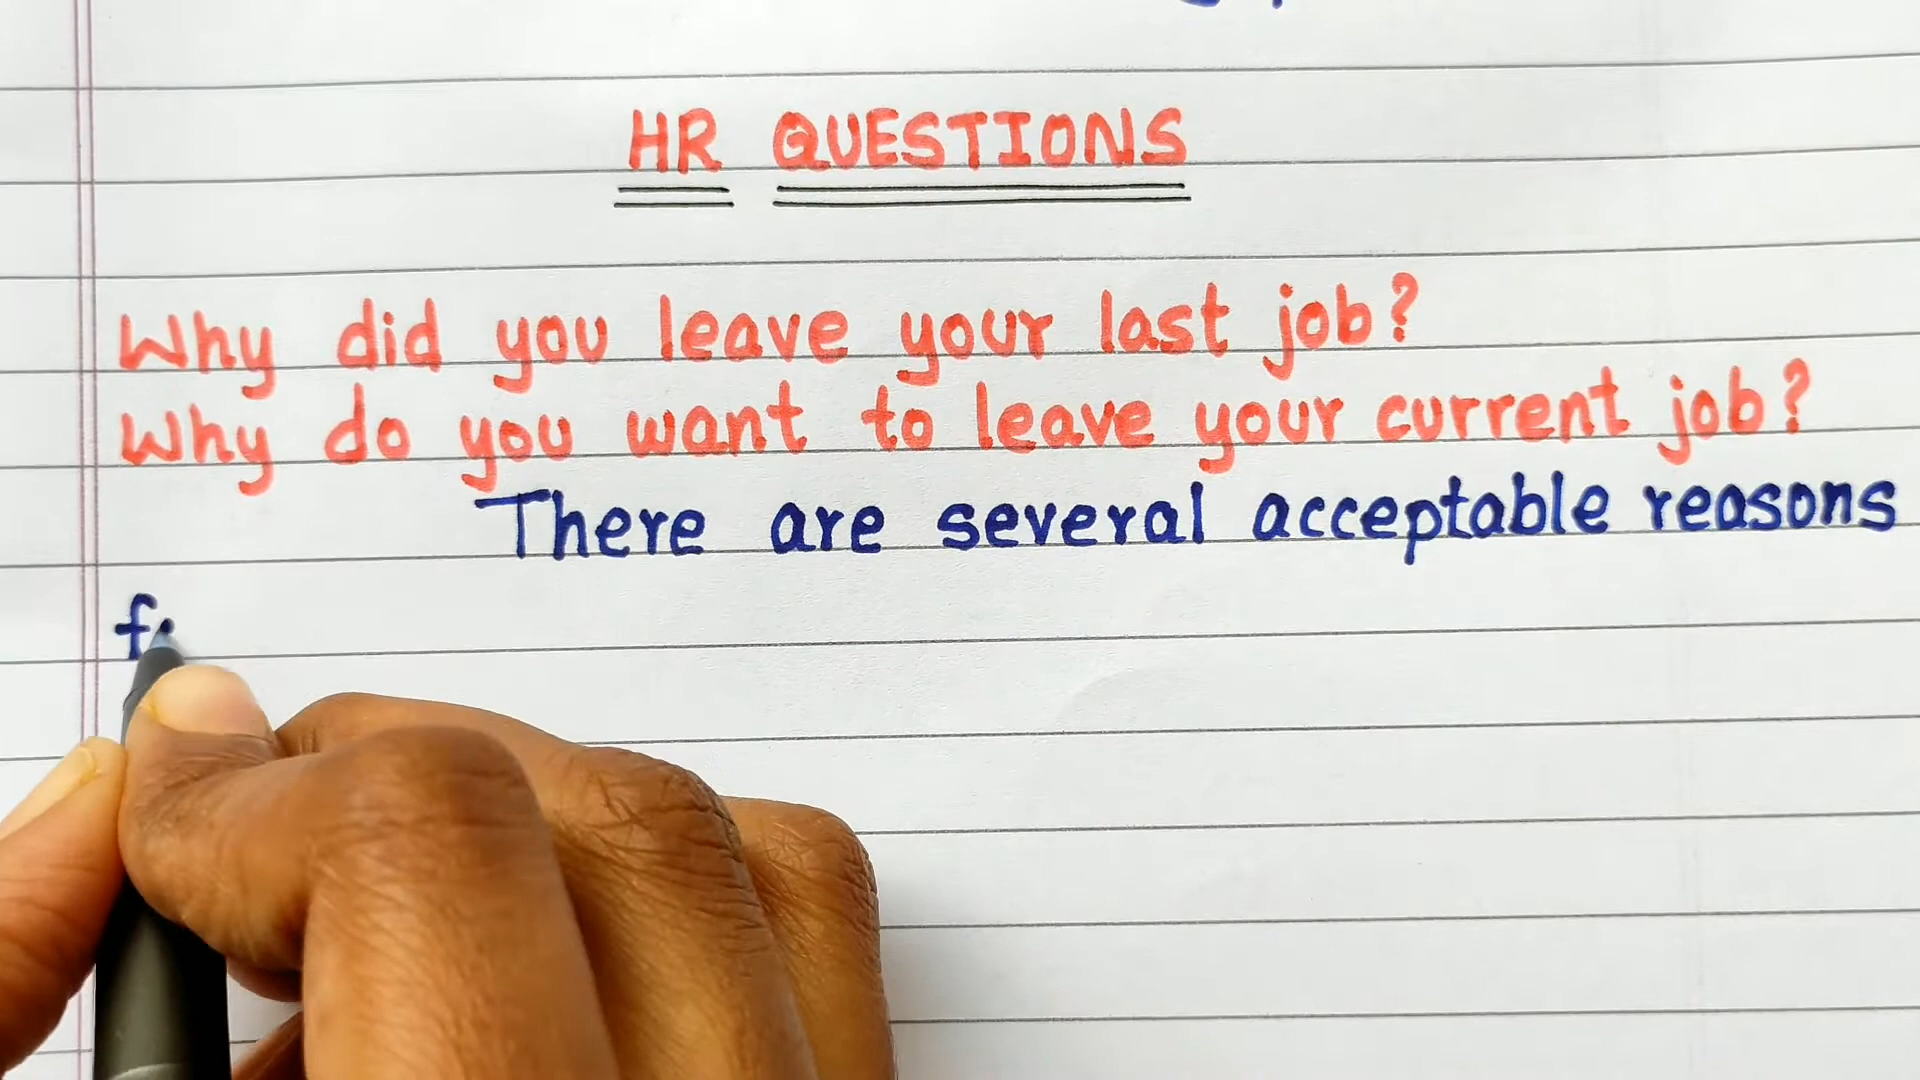 HR QUESTIONS
Why did you leave your last job?
Why do you want to leave your current job?
There are several acceptable reasons